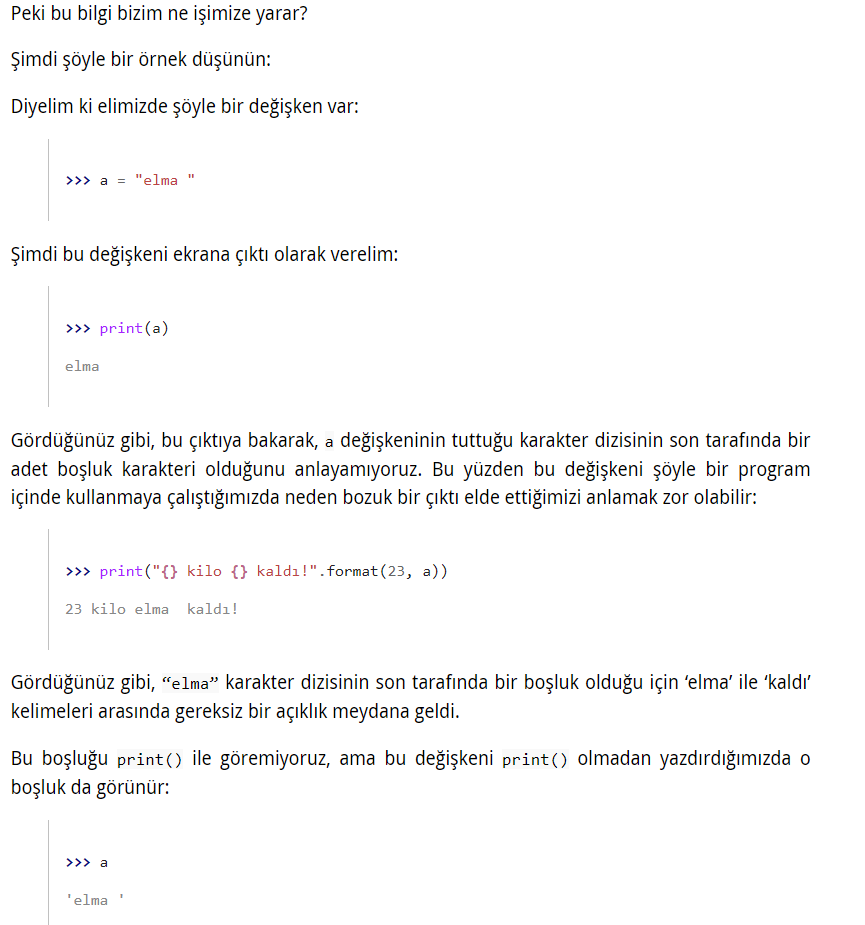 Peki bu bilgi bizim ne işimize yarar?
Şimdi şöyle bir örnek düşünün:
Diyelim ki elimizde şöyle bir değişken var:
>>> a = "elma "
Şimdi bu değişkeni ekrana çıktı olarak verelim:
>>> print(a)
elma
Gördüğünüz gibi, bu çıktıya bakarak, a değişkeninin tuttuğu karakter dizisinin son tarafında bir
adet boşluk karakteri olduğunu anlayamıyoruz. Bu yüzden bu değişkeni şöyle bir program
içinde kullanmaya çalıştığımızda neden bozuk bir çıktı elde ettiğimizi anlamak zor olabilir:
>>> print("{} kilo {} kaldı!".format(23, a))
23 kilo elma  kaldı!
Gördüğünüz gibi, “elma” karakter dizisinin son tarafında bir boşluk olduğu için ‘elma’ ile ‘kaldı’
kelimeleri arasında gereksiz bir açıklık meydana geldi.
Bu boşluğu print() ile göremiyoruz, ama bu değişkeni print() olmadan yazdırdığımızda o
boşluk da görünür:
>>> a
'elma '